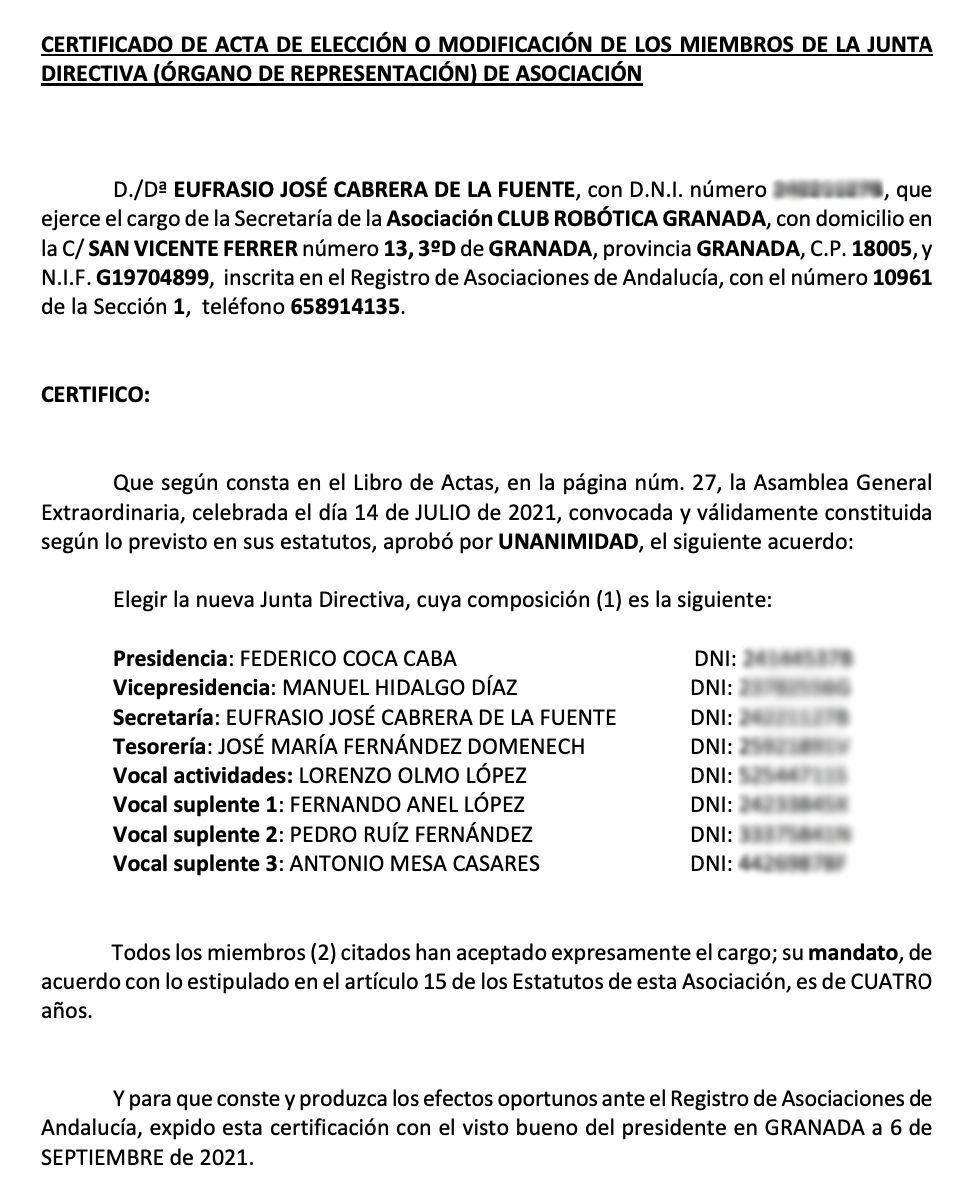 CERTIFICADO DE ACTA DE ELECCIÓN O MODIFICACIÓN DE LOS MIEMBROS DE LA JUNTA
DIRECTIVA (ÓRGANO DE REPRESENTACIÓN) DE ASOCIACIÓN
D./Dª EUFRASIO JOSÉ CABRERA DE LA FUENTE, con D.N.I. número , que
ejerce el cargo de la Secretaría de la Asociación CLUB ROBÓTICA GRANADA, con domicilio en
la C/ SAN VICENTE FERRER número 13, 3ºD de GRANADA, provincia GRANADA, C.P. 18005, y
N.I.F. G19704899, inscrita en el Registro de Asociaciones de Andalucía, con el número 10961
de la Sección 1, teléfono 658914135.
CERTIFICO:
Que según consta en el Libro de Actas, en la página núm. 27, la Asamblea General
Extraordinaria, celebrada el día 14 de JULIO de 2021, convocada y válidamente constituida
según lo previsto en sus estatutos, aprobó por UNANIMIDAD, el siguiente acuerdo:
Elegir la nueva Junta Directiva, cuya composición (1) es la siguiente:
Presidencia: FEDERICO COCA CABA DNI:
Vicepresidencia: MANUEL HIDALGO DÍAZ DNI:
Secretaría: EUFRASIO JOSÉ CABRERA DE LA FUENTE DNI:
Tesorería: JOSÉ MARÍA FERNÁNDEZ DOMENECH DNI:
Vocal actividades: LORENZO OLMO LÓPEZ DNI:
Vocal suplente 1: FERNANDO ANEL LÓPEZ DNI:
Vocal suplente 2: PEDRO RUÍZ FERNÁNDEZ DNI:
Vocal suplente 3: ANTONIO MESA CASARES DNI:
Todos los miembros (2) citados han aceptado expresamente el cargo; su mandato, de
acuerdo con lo estipulado en el artículo 15 de los Estatutos de esta Asociación, es de CUATRO
años.
Y para que conste y produzca los efectos oportunos ante el Registro de Asociaciones de
Andalucía, expido esta certificación con el visto bueno del presidente en GRANADA a 6 de
SEPTIEMBRE de 2021.